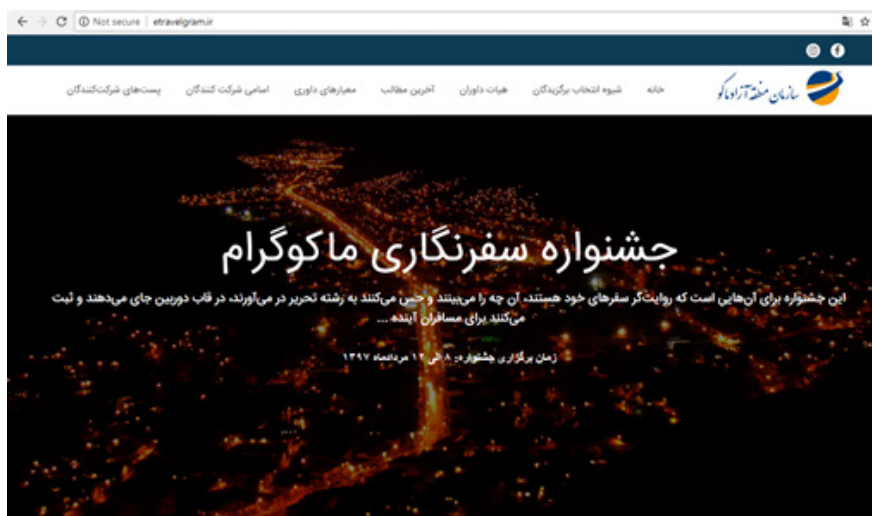 Not secure | etravelgram.ir
سازمان منطقه آزاد ماکو
خانه شیوه انتخاب برگزیدگان هیات داوران آخرین مطالب معیارهای داوری اسامی شرکت کنندگان پست‌های شرکت‌کنندگان
جشنواره سفرنگاری ماکوگرام
این جشنواره برای آن‌هایی است که روایت‌گر سفرهای خود هستند، آن چه را می‌بینند و حس می‌کنند به رشته تحریر در می‌آورند، در قاب دوربین جای می‌دهند و ثبت
می‌کنند برای مسافران آینده ...
زمان برگزاری جشنواره: ۸ الی ۱۲ مردادماه ۱۳۹۷